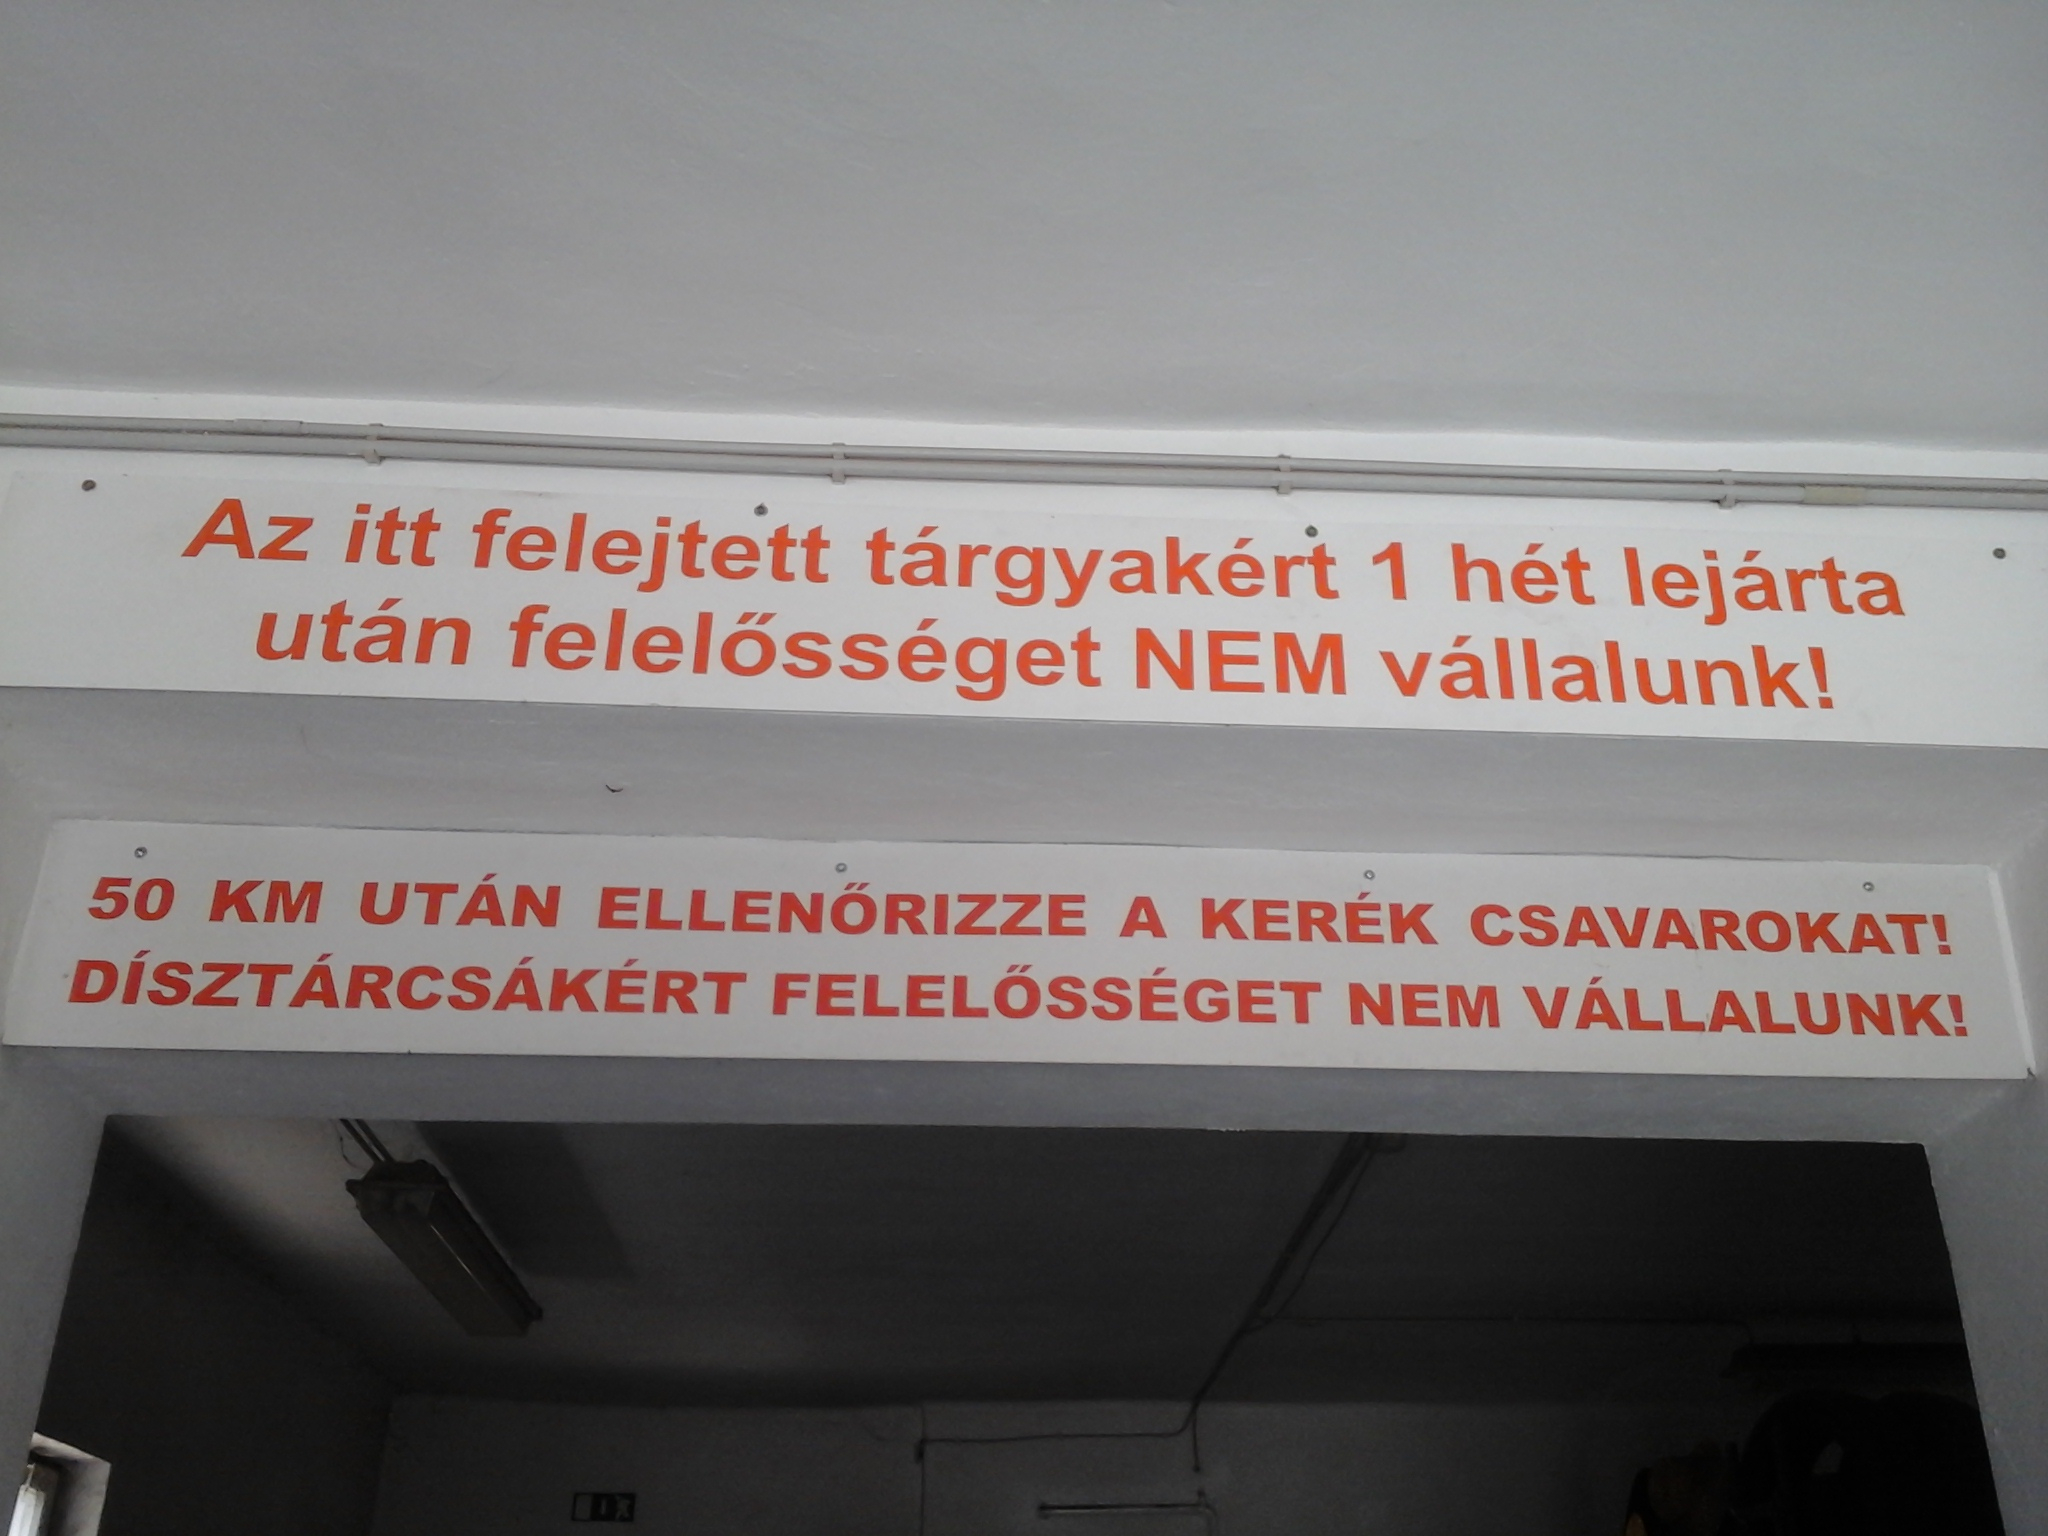 Az itt felejtett tárgyakért 1 hét lejárta
után felelősséget NEM vállalunk!
50 KM UTÁN ELLENŐRIZZE A KERÉK CSAVAROKAT!
DÍSZTÁRCSÁKÉRT FELELŐSSÉGET NEM VÁLLALUNK!